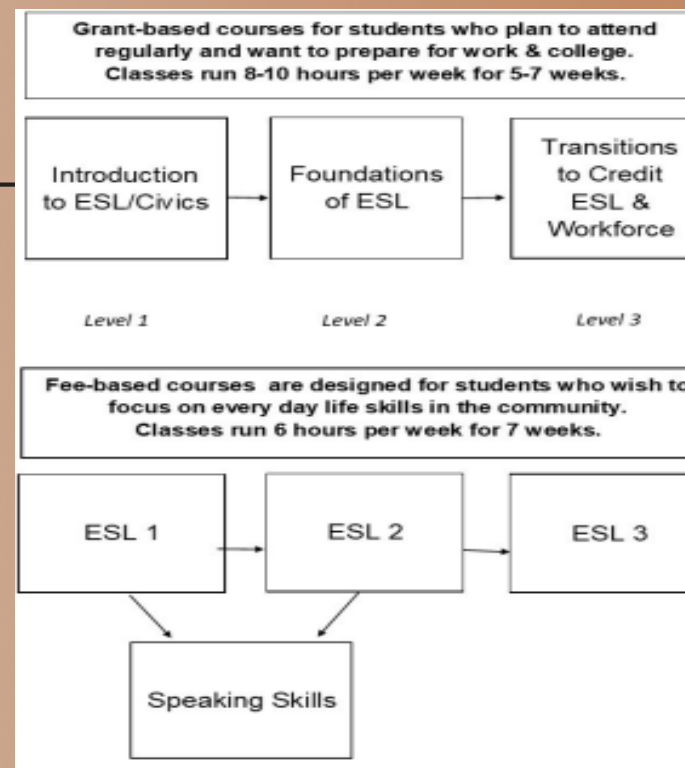 Grant-based courses for students who plan to attend
regularly and want to prepare for work & college.
Classes run 8-10 hours per week for 5-7 weeks.
Introduction
to ESL/Civics
Foundations
of ESL
Transitions
to Credit
ESL &
Workforce
Level 1
Level 2
Level 3
Fee-based courses are designed for students who wish to
focus on every day life skills in the community.
Classes run 6 hours per week for 7 weeks.
ESL 1
ESL 2
ESL 3
Speaking Skills